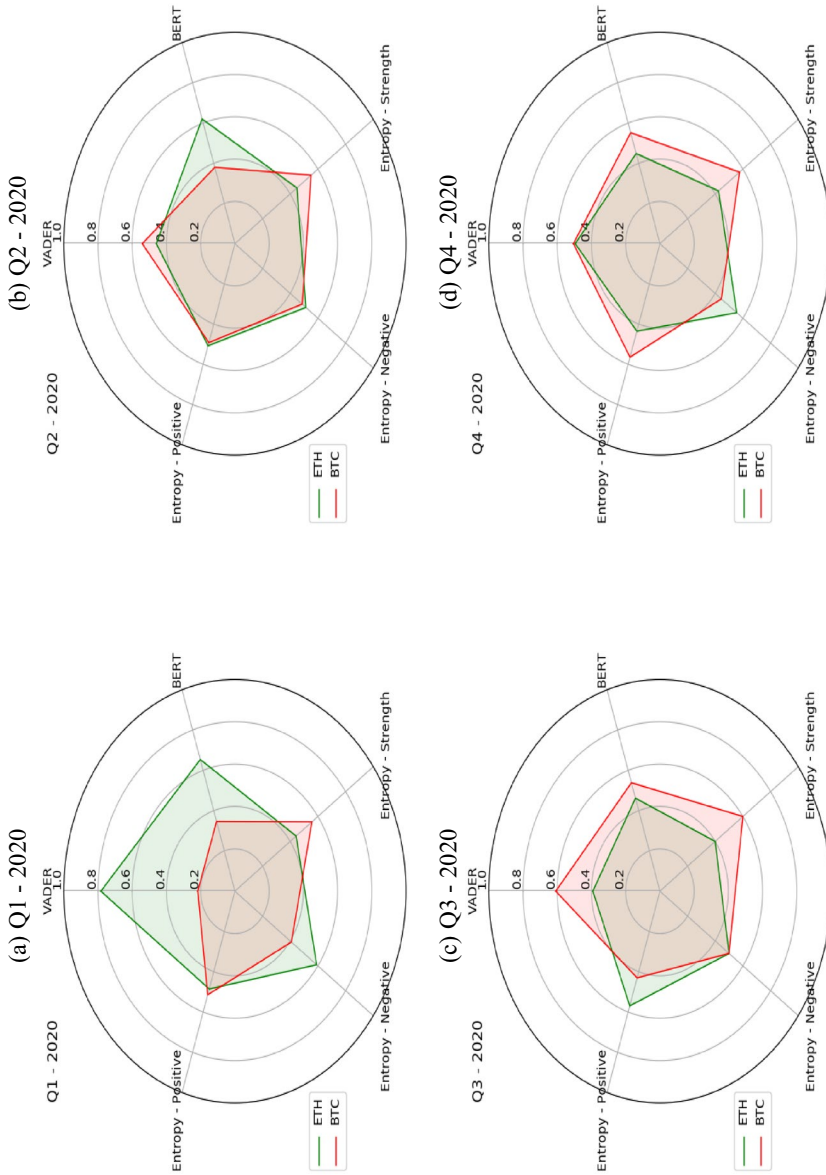 (a) Q1 - 2020
Q1 - 2020
VADER
1.0
0.8
0.6
0.4
0.2
BERT
Entropy - Strength
Entropy - Negative
Entropy - Positive
ETH
BTC
(b) Q2 - 2020
Q2 - 2020
VADER
1.0
0.8
0.6
0.4
0.2
BERT
Entropy - Strength
Entropy - Negative
Entropy - Positive
ETH
BTC
(c) Q3 - 2020
Q3 - 2020
VADER
1.0
0.8
0.6
0.4
0.2
BERT
Entropy - Strength
Entropy - Negative
Entropy - Positive
ETH
BTC
(d) Q4 - 2020
Q4 - 2020
VADER
1.0
0.8
0.6
0.4
0.2
BERT
Entropy - Strength
Entropy - Negative
Entropy - Positive
ETH
BTC